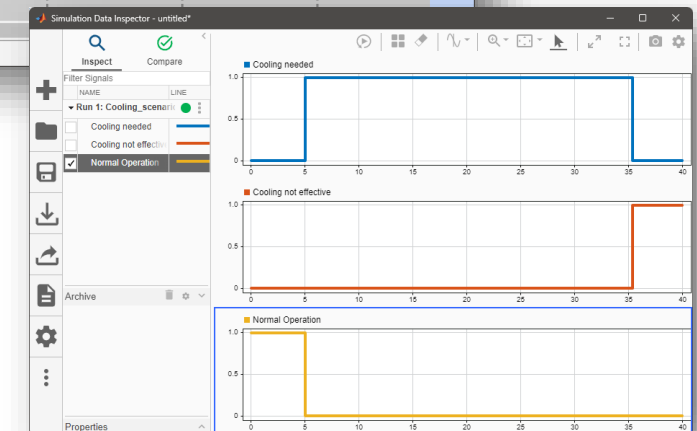 Simulation Data Inspector - untitled*
Inspect Compare
Filter Signals
NAME LINE
Run 1: Cooling_scenario
Cooling needed
Cooling not effective
Normal Operation
Archive
Properties
Cooling needed
1.0
0.5
0
0 5 10 15 20 25 30 35 40
Cooling not effective
1.0
0.5
0
0 5 10 15 20 25 30 35 40
Normal Operation
1.0
0.5
0
0 5 10 15 20 25 30 35 40